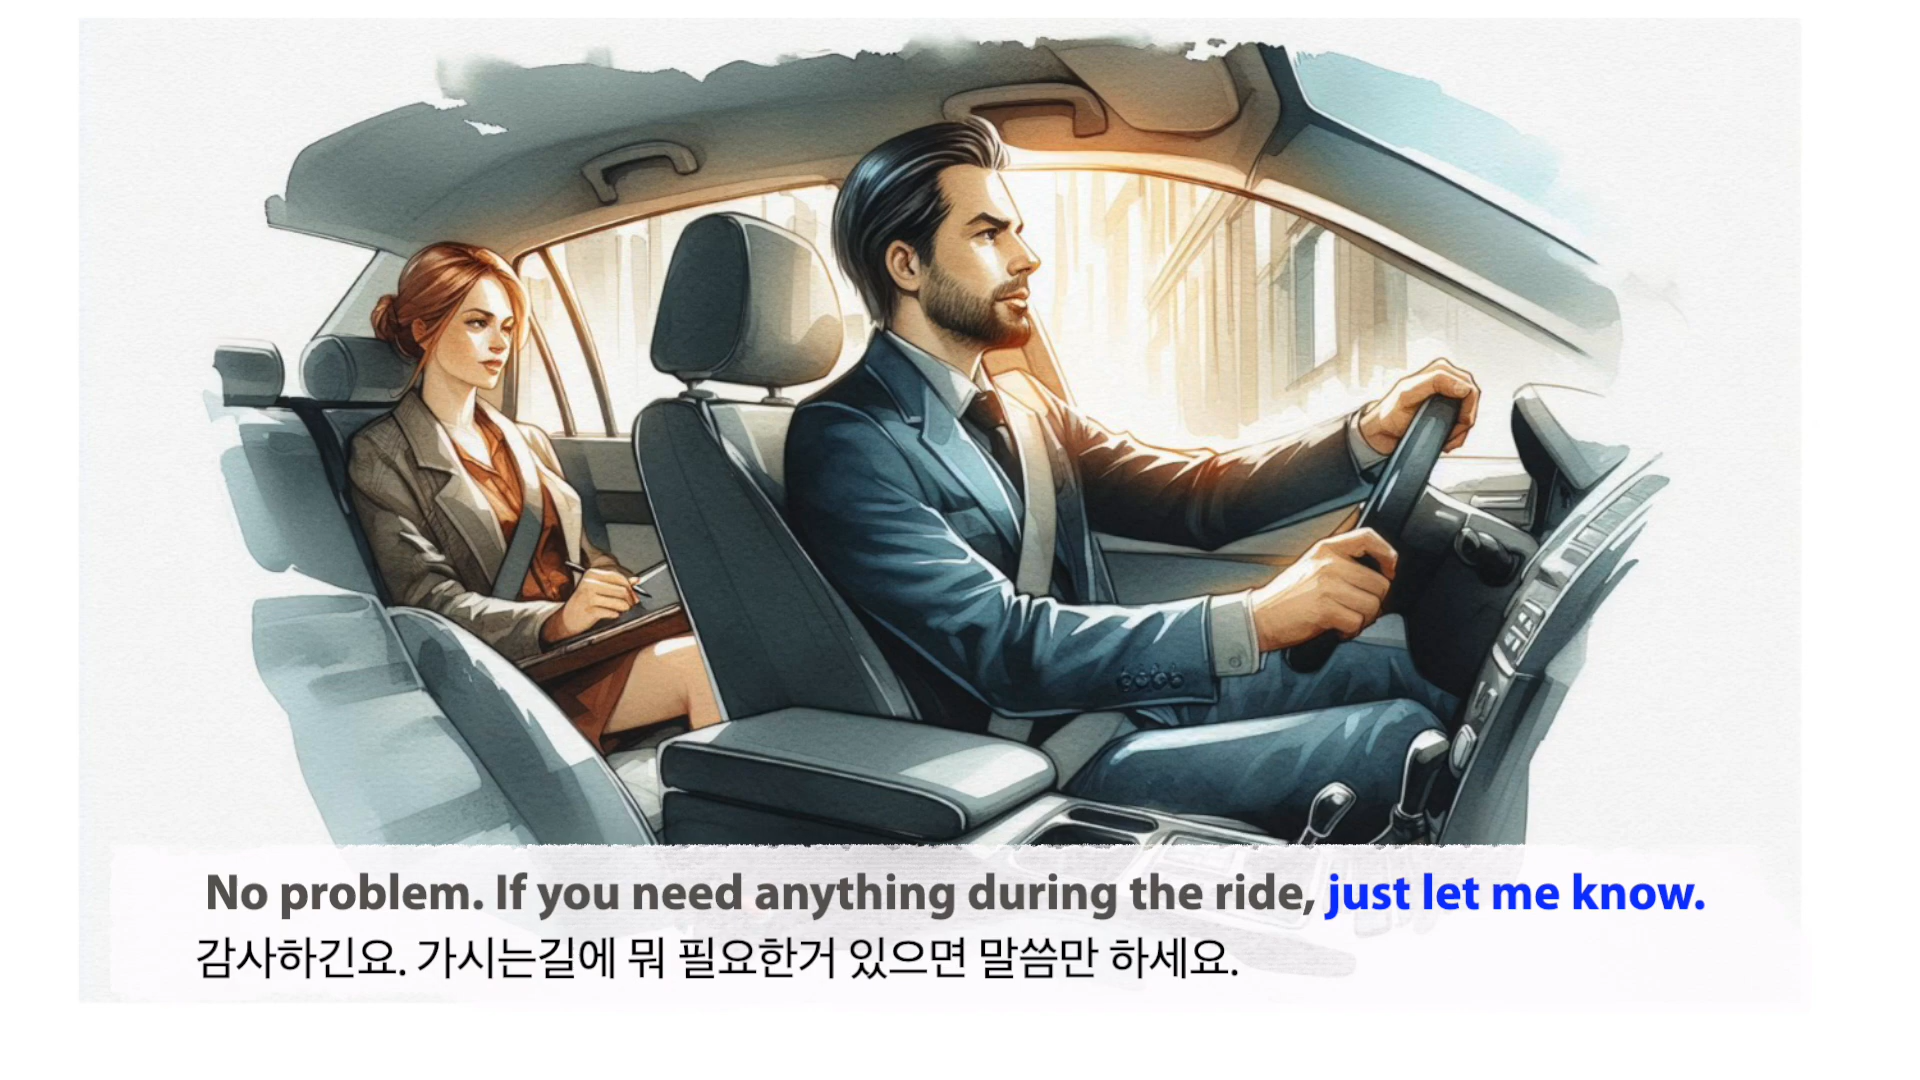 No problem. If you need anything during the ride, just let me know.
감사하긴요. 가시는길에 뭐 필요한거 있으면 말씀만 하세요.